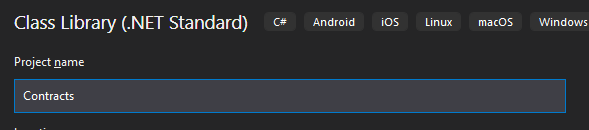 Class Library (.NET Standard) C# Android iOS Linux macOS Windows
Project name
Contracts